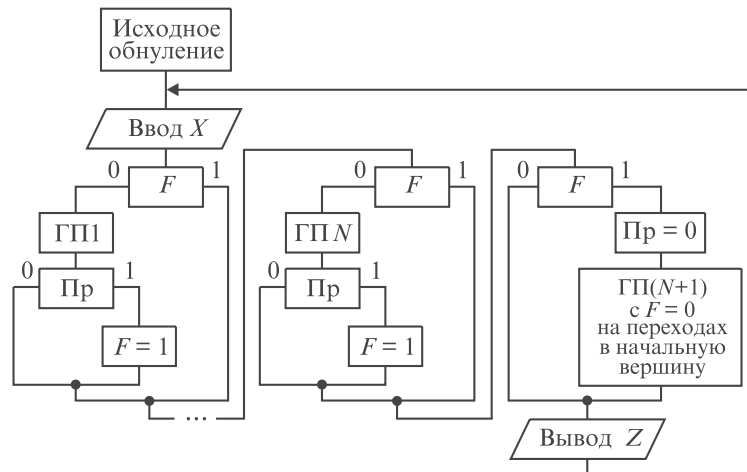 Исходное
обнуление
Ввод X
0 F 1
ГП1
0 Пр 1
F = 1
...
0 F 1
ГП N
0 Пр 1
F = 1
0 F 1
Пр = 0
ГП(N+1)
с F = 0
на переходах
в начальную
вершину
Вывод Z